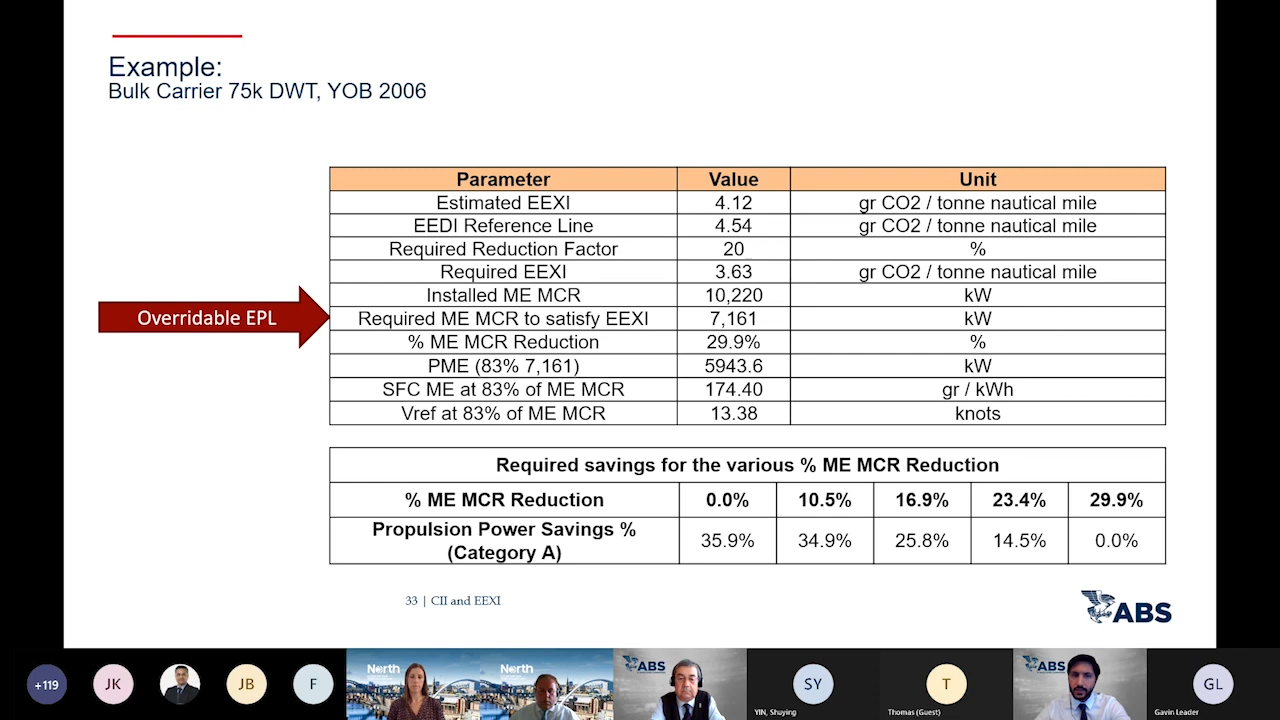 Example:
Bulk Carrier 75k DWT, YOB 2006
Parameter Value Unit
Estimated EEXI 4.12 gr CO2 / tonne nautical mile
EEDI Reference Line 4.54 gr CO2 / tonne nautical mile
Required Reduction Factor 20 %
Required EEXI 3.63 gr CO2 / tonne nautical mile
Installed ME MCR 10,220 kW
Overridable EPL
Required ME MCR to satisfy EEXI 7,161 kW
% ME MCR Reduction 29.9% %
PME (83% 7,161) 5943.6 kW
SFC ME at 83% of ME MCR 174.40 gr / kWh
Vref at 83% of ME MCR 13.38 knots
Required savings for the various % ME MCR Reduction
% ME MCR Reduction 0.0% 10.5% 16.9% 23.4% 29.9%
Propulsion Power Savings %
(Category A) 35.9% 34.9% 25.8% 14.5% 0.0%
33 | CII and EEXI
ABS
+119 JK JB F North North ABS SY T ABS GL
YIN, Shuying Thomas (Guest) Gavin Leader